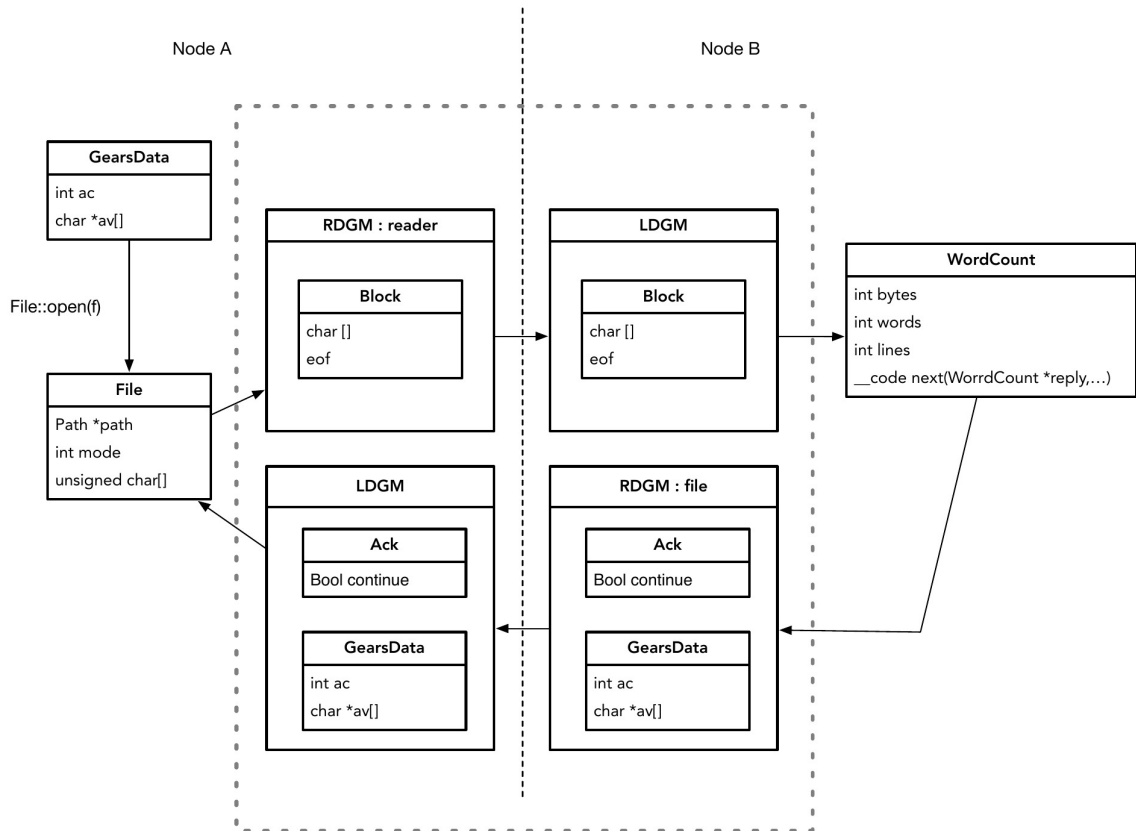 Node A
Node B
GearsData
int ac
char *av[]
File::open(f)
File
Path *path
int mode
unsigned char[]
RDGM : reader
Block
char []
eof
LDGM
Block
char []
eof
WordCount
int bytes
int words
int lines
__code next(WorrdCount *reply,...)
LDGM
Ack
Bool continue
GearsData
int ac
char *av[]
RDGM : file
Ack
Bool continue
GearsData
int ac
char *av[]